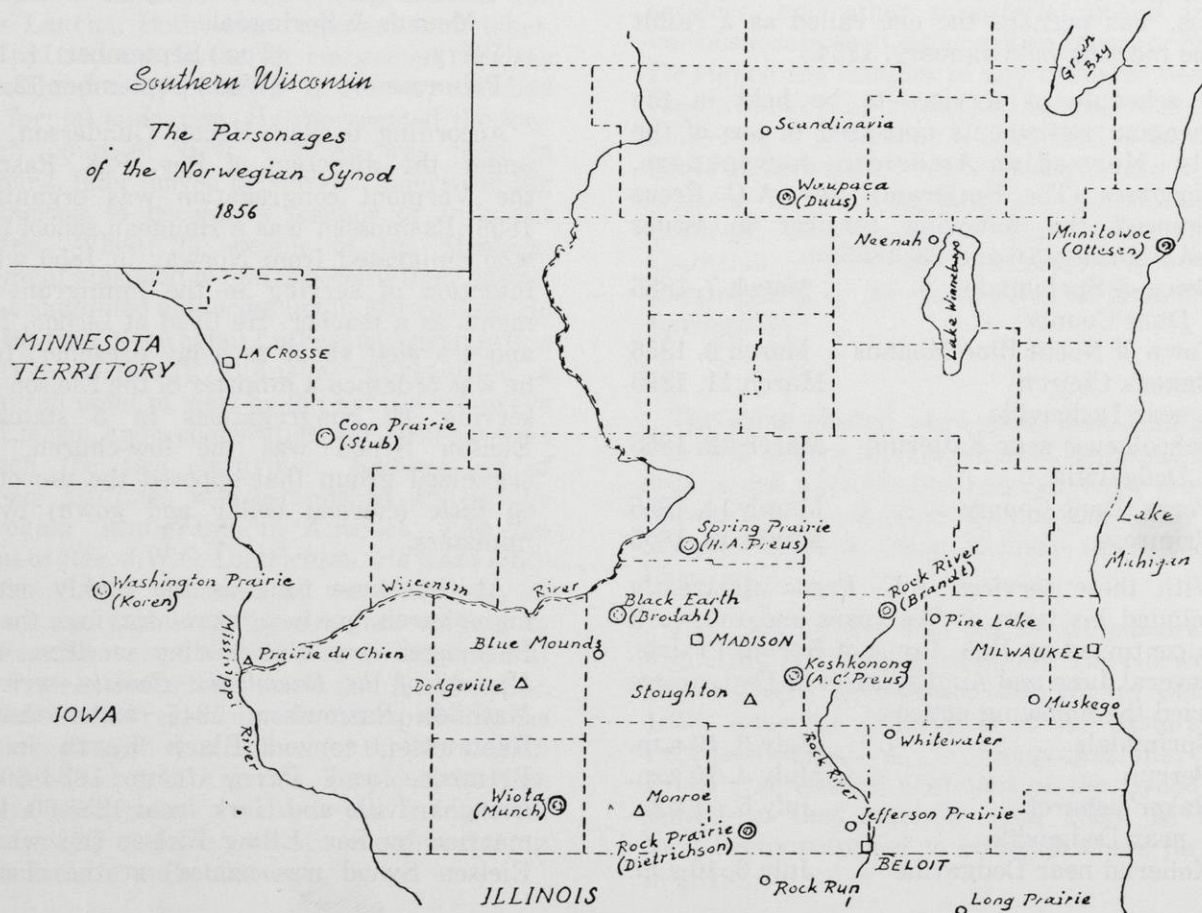 Southern Wisconsin
The Parsonages
of the Norwegian Synod
1856
Green
Bay
Scandinavia
Waupaca
(Duus)
Neenah
Manitowoc
(Ottesen)
Lake Winnebago
MINNESOTA
TERRITORY
LA CROSSE
Coon Prairie
(Stub)
Spring Prairie
(H.A. Preus)
Lake
Michigan
Rock River
(Brandt)
Washington Prairie
(Koren)
Wisconsin River
Black Earth
(Brodahl)
Pine Lake
Blue Mounds
MADISON
MILWAUKEE
Mississippi
River
Prairie du Chien
Dodgeville
Koshkonong
(A.C. Preus)
Stoughton
Muskego
IOWA
Whitewater
Rock River
Wiota
(Munch)
Monroe
Jefferson Prairie
Rock Prairie
(Dietrichson)
BELOIT
ILLINOIS
Rock Run
Long Prairie